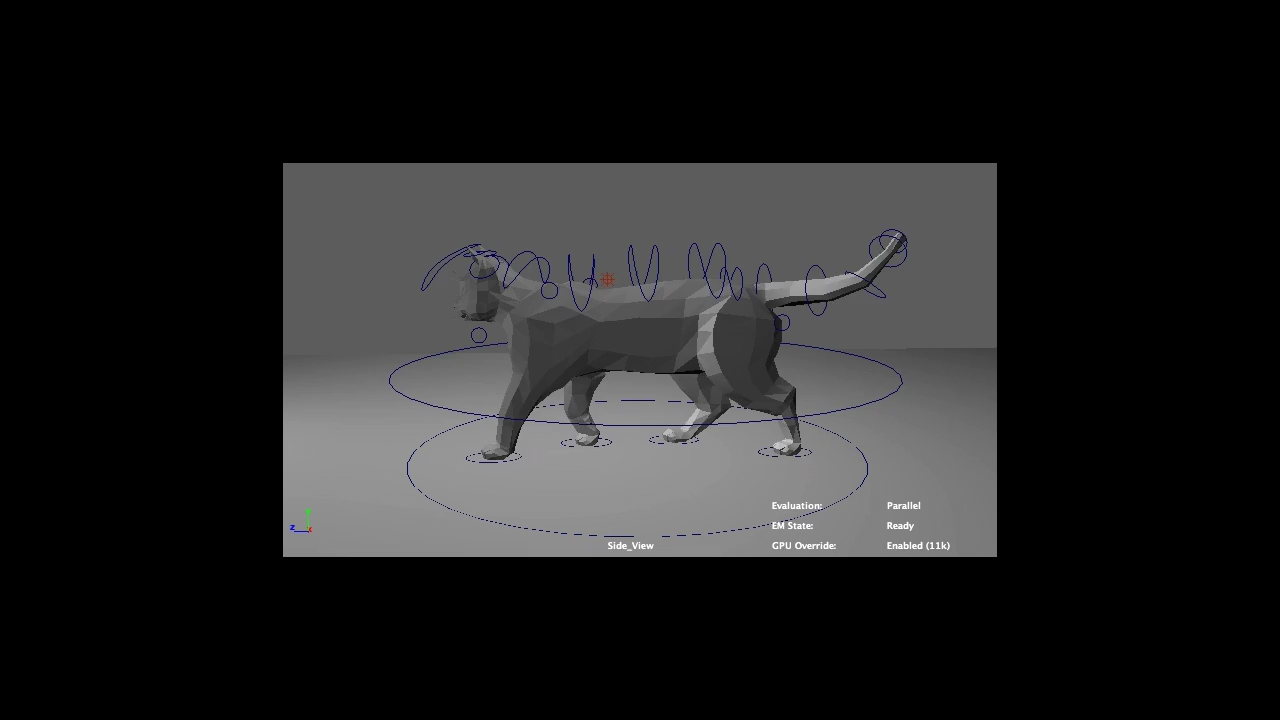 Evaluation: Parallel
EM State: Ready
GPU Override: Enabled (11k)
Side_View
z